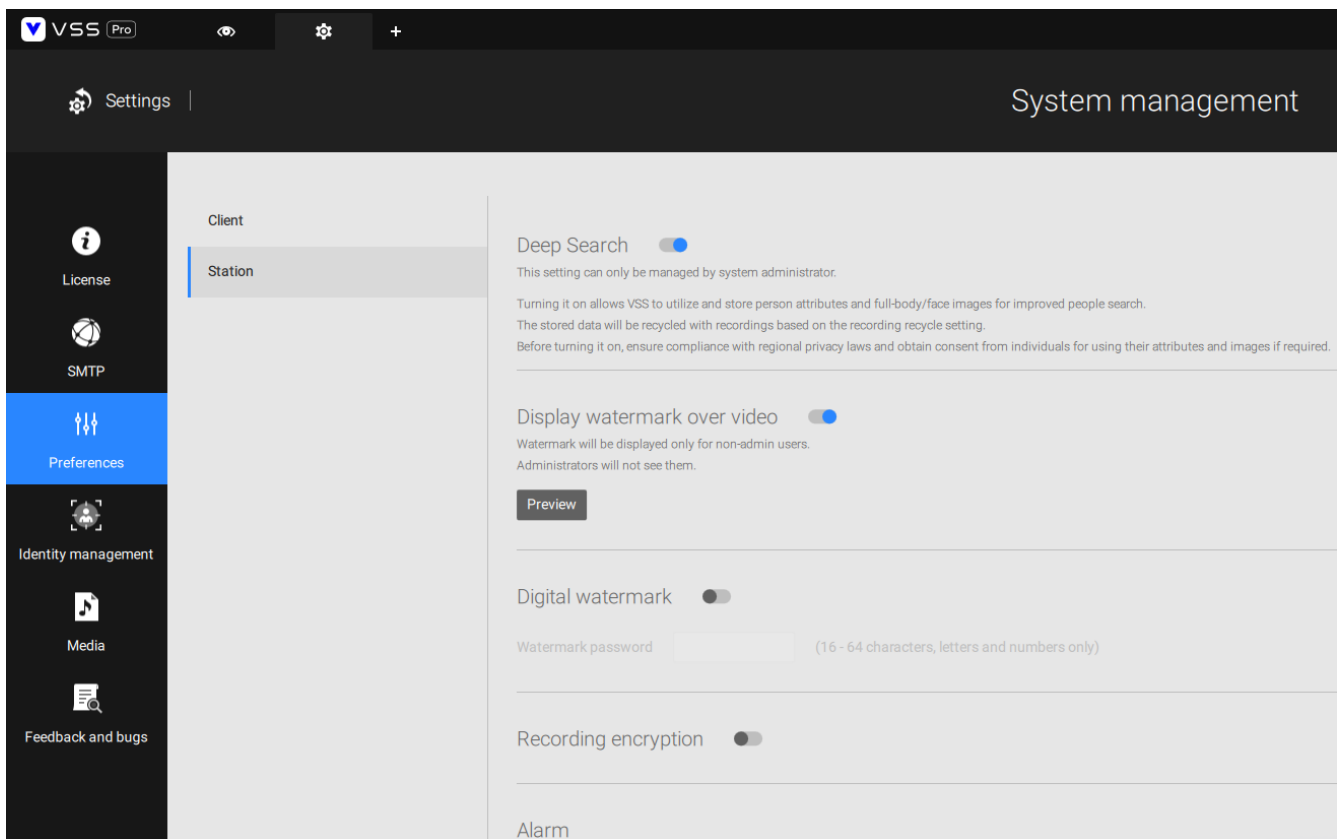 VSS Pro
Settings
System management
License
SMTP
Preferences
Identity management
Media
Feedback and bugs
Client
Station
Deep Search
This setting can only be managed by system administrator.
Turning it on allows VSS to utilize and store person attributes and full-body/face images for improved people search.
The stored data will be recycled with recordings based on the recording recycle setting.
Before turning it on, ensure compliance with regional privacy laws and obtain consent from individuals for using their attributes and images if required.
Display watermark over video
Watermark will be displayed only for non-admin users.
Administrators will not see them.
Preview
Digital watermark
Watermark password (16 - 64 characters, letters and numbers only)
Recording encryption
Alarm